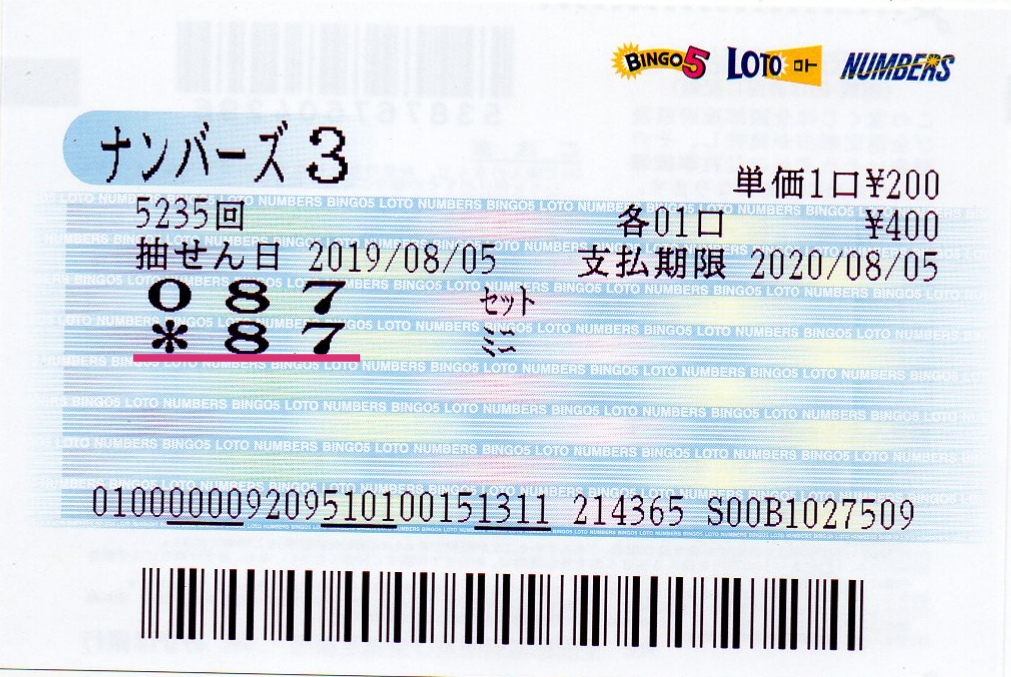 BINGO5 LOTO ロト NUMBERS
ナンバーズ3
単価1口¥200
5235回 各01口 ¥400
抽せん日 2019/08/05 支払期限 2020/08/05
087 セット
*87 ミニ
010000009209510100151311 214365 S00B1027509